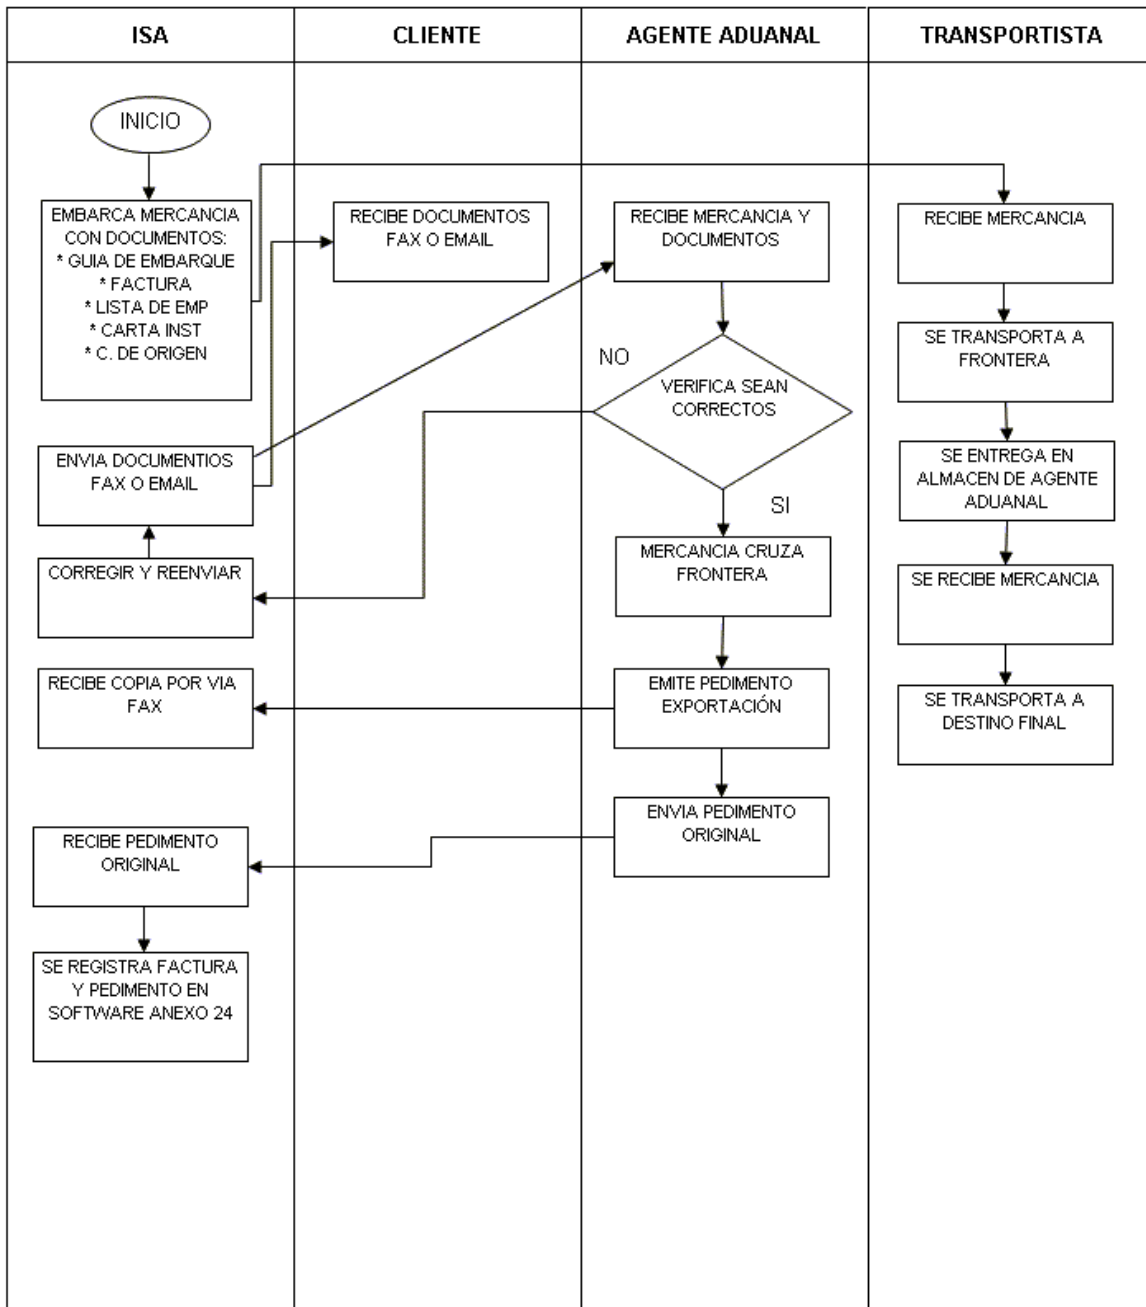 ISA
CLIENTE
AGENTE ADUANAL
TRANSPORTISTA
INICIO
EMBARCA MERCANCIA
CON DOCUMENTOS:
* GUIA DE EMBARQUE
* FACTURA
* LISTA DE EMP
* CARTA INST
* C. DE ORIGEN
RECIBE DOCUMENTOS
FAX O EMAIL
RECIBE MERCANCIA Y
DOCUMENTOS
RECIBE MERCANCIA
SE TRANSPORTA A
FRONTERA
NO
VERIFICA SEAN
CORRECTOS
ENVIA DOCUMENTIOS
FAX O EMAIL
SE ENTREGA EN
ALMACEN DE AGENTE
ADUANAL
SI
CORREGIR Y REENVIAR
MERCANCIA CRUZA
FRONTERA
SE RECIBE MERCANCIA
RECIBE COPIA POR VIA
FAX
EMITE PEDIMENTO
EXPORTACIÓN
SE TRANSPORTA A
DESTINO FINAL
ENVIA PEDIMENTO
ORIGINAL
RECIBE PEDIMENTO
ORIGINAL
SE REGISTRA FACTURA
Y PEDIMENTO EN
SOFTWARE ANEXO 24